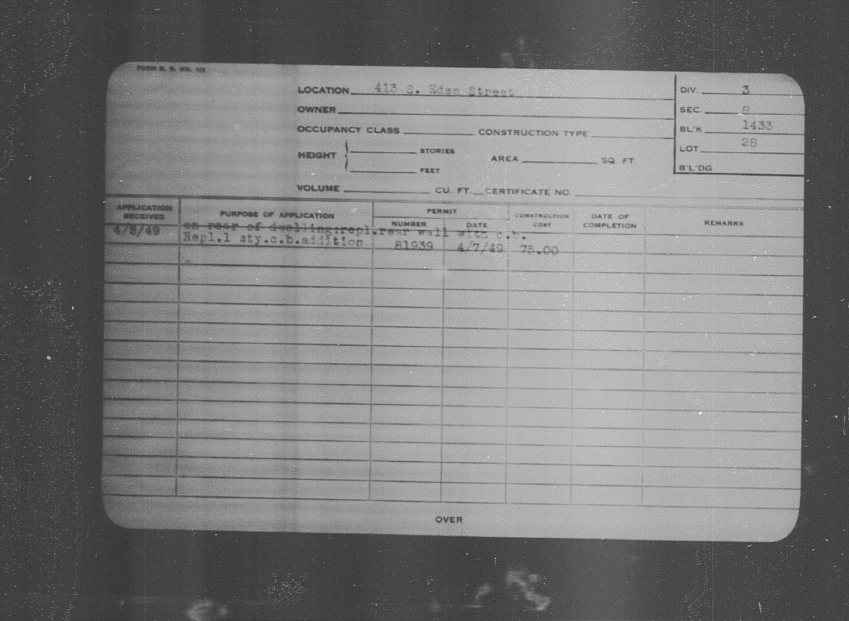 FORM B. S. NO. 111
LOCATION 413 S. Eden Street
DIV. 3
OWNER
SEC. 8
OCCUPANCY CLASS CONSTRUCTION TYPE
BL'K 1433
HEIGHT STORIES AREA SQ. FT.
LOT 28
FEET
B'L'DG
VOLUME CU. FT. CERTIFICATE NO.
APPLICATION RECEIVED PURPOSE OF APPLICATION PERMIT NUMBER DATE CONSTRUCTION COST DATE OF COMPLETION REMARKS
4/5/49 on rear of dwelling:repl.rear wall with c.b.
Repl.1 sty.c.b.addition 81939 4/7/49 75.00
OVER